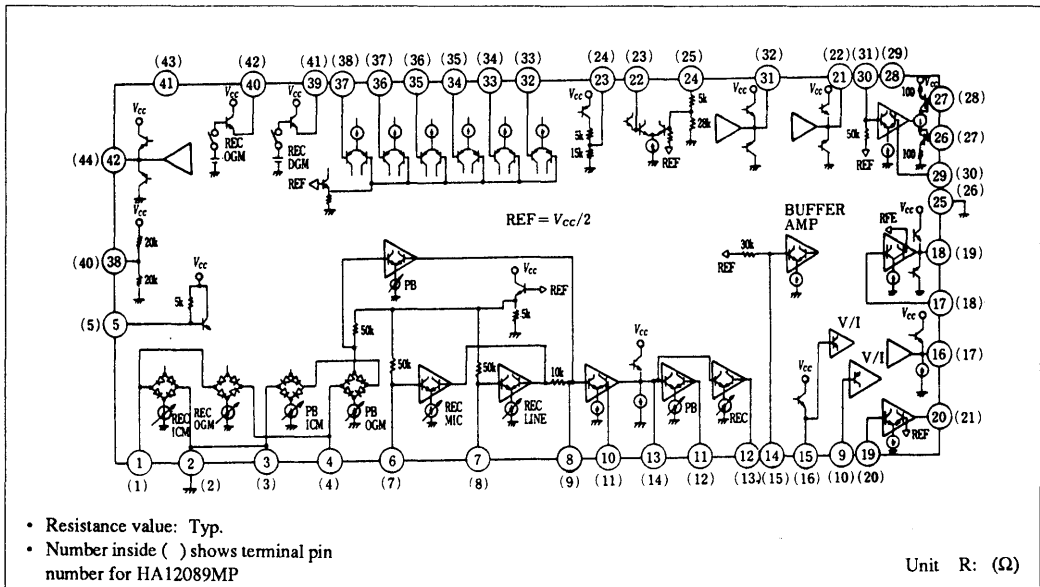 (43) (42) (41) (38) (37) (36) (35) (34) (33) (24) (23) (25) (32) (22) (31) (29)
41 40 39 37 36 35 34 33 32 23 22 24 31 21 30 28
Vcc Vcc Vcc Vcc Vcc Vcc 100 Vcc
27 (28)
5k
28k
REC
OGM
REC
DGM
5k
15k
REF
50k
REF
100
26 (27)
(44) 42
REF
29 (30)
25 (26)
Vcc
REF = Vcc/2
BUFFER
AMP
20k
20k
(40) 38
Vcc
5k
(5) 5
PB
Vcc
REF
5k
30k
REF
RFE
Vcc
18 (19)
17 (18)
50k
50k
50k
10k
Vcc
V/I
V/I
Vcc
Vcc
16 (17)
REC
ICM
REC
OGM
PB
ICM
PB
OGM
REC
MIC
REC
LINE
PB
REC
REF
20 (21)
1 2 3 4 6 7 8 10 13 11 12 14 15 9 19
(1) (2) (3) (4) (7) (8) (9) (11) (14) (12) (13) (15) (16) (10) (20)
• Resistance value: Typ.
• Number inside ( ) shows terminal pin
number for HA12089MP
Unit R: (Ω)